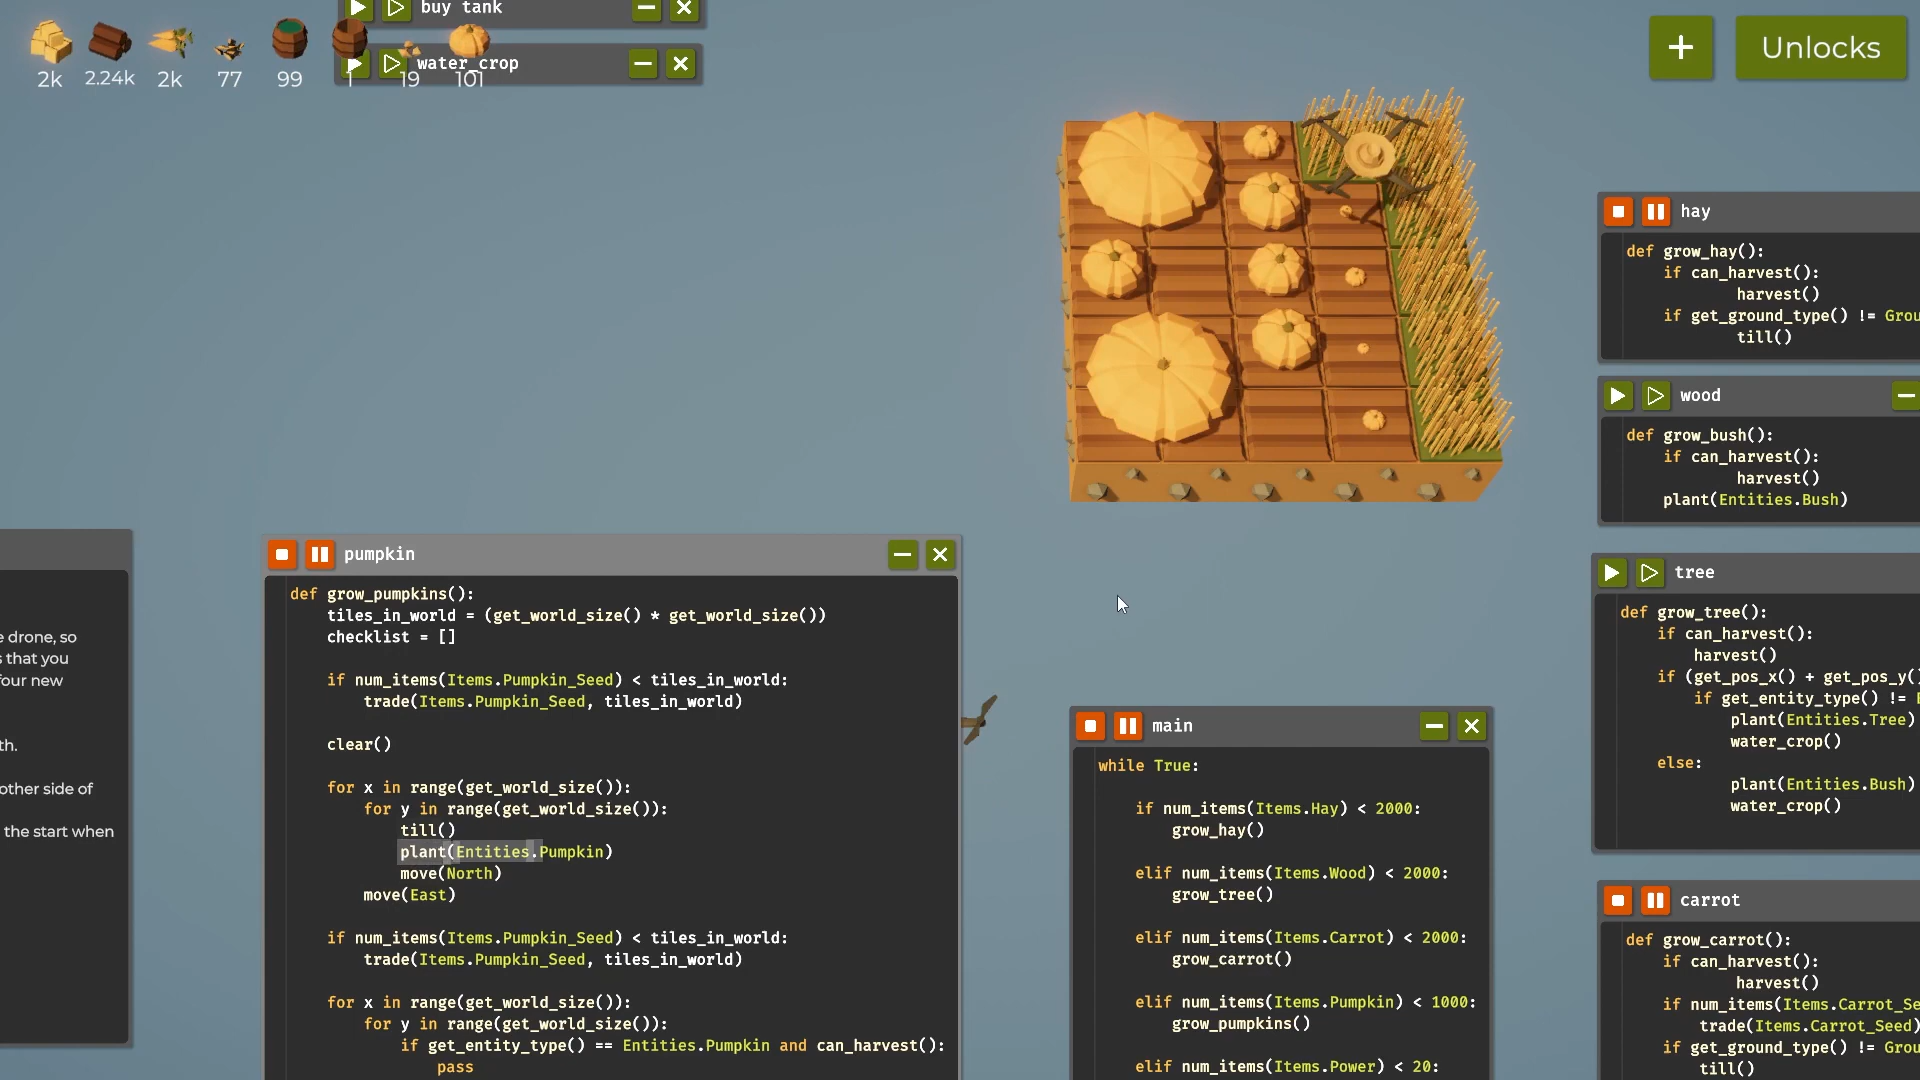 buy tank
water_crop
2k
2.24k
2k
77
99
1
19
101
+
Unlocks
hay
def grow_hay():
if can_harvest():
harvest()
if get_ground_type() != Grou
till()
wood
def grow_bush():
if can_harvest():
harvest()
plant(Entities.Bush)
tree
def grow_tree():
if can_harvest():
harvest()
if (get_pos_x() + get_pos_y()
if get_entity_type() != E
plant(Entities.Tree)
water_crop()
else:
plant(Entities.Bush)
water_crop()
carrot
def grow_carrot():
if can_harvest():
harvest()
if num_items(Items.Carrot_Se
trade(Items.Carrot_Seed)
if get_ground_type() != Grou
till()
e drone, so
s that you
four new
th.
other side of
the start when
pumpkin
def grow_pumpkins():
tiles_in_world = (get_world_size() * get_world_size())
checklist = []
if num_items(Items.Pumpkin_Seed) < tiles_in_world:
trade(Items.Pumpkin_Seed, tiles_in_world)
clear()
for x in range(get_world_size()):
for y in range(get_world_size()):
till()
plant(Entities.Pumpkin)
move(North)
move(East)
if num_items(Items.Pumpkin_Seed) < tiles_in_world:
trade(Items.Pumpkin_Seed, tiles_in_world)
for x in range(get_world_size()):
for y in range(get_world_size()):
if get_entity_type() == Entities.Pumpkin and can_harvest():
pass
main
while True:
if num_items(Items.Hay) < 2000:
grow_hay()
elif num_items(Items.Wood) < 2000:
grow_tree()
elif num_items(Items.Carrot) < 2000:
grow_carrot()
elif num_items(Items.Pumpkin) < 1000:
grow_pumpkins()
elif num_items(Items.Power) < 20: